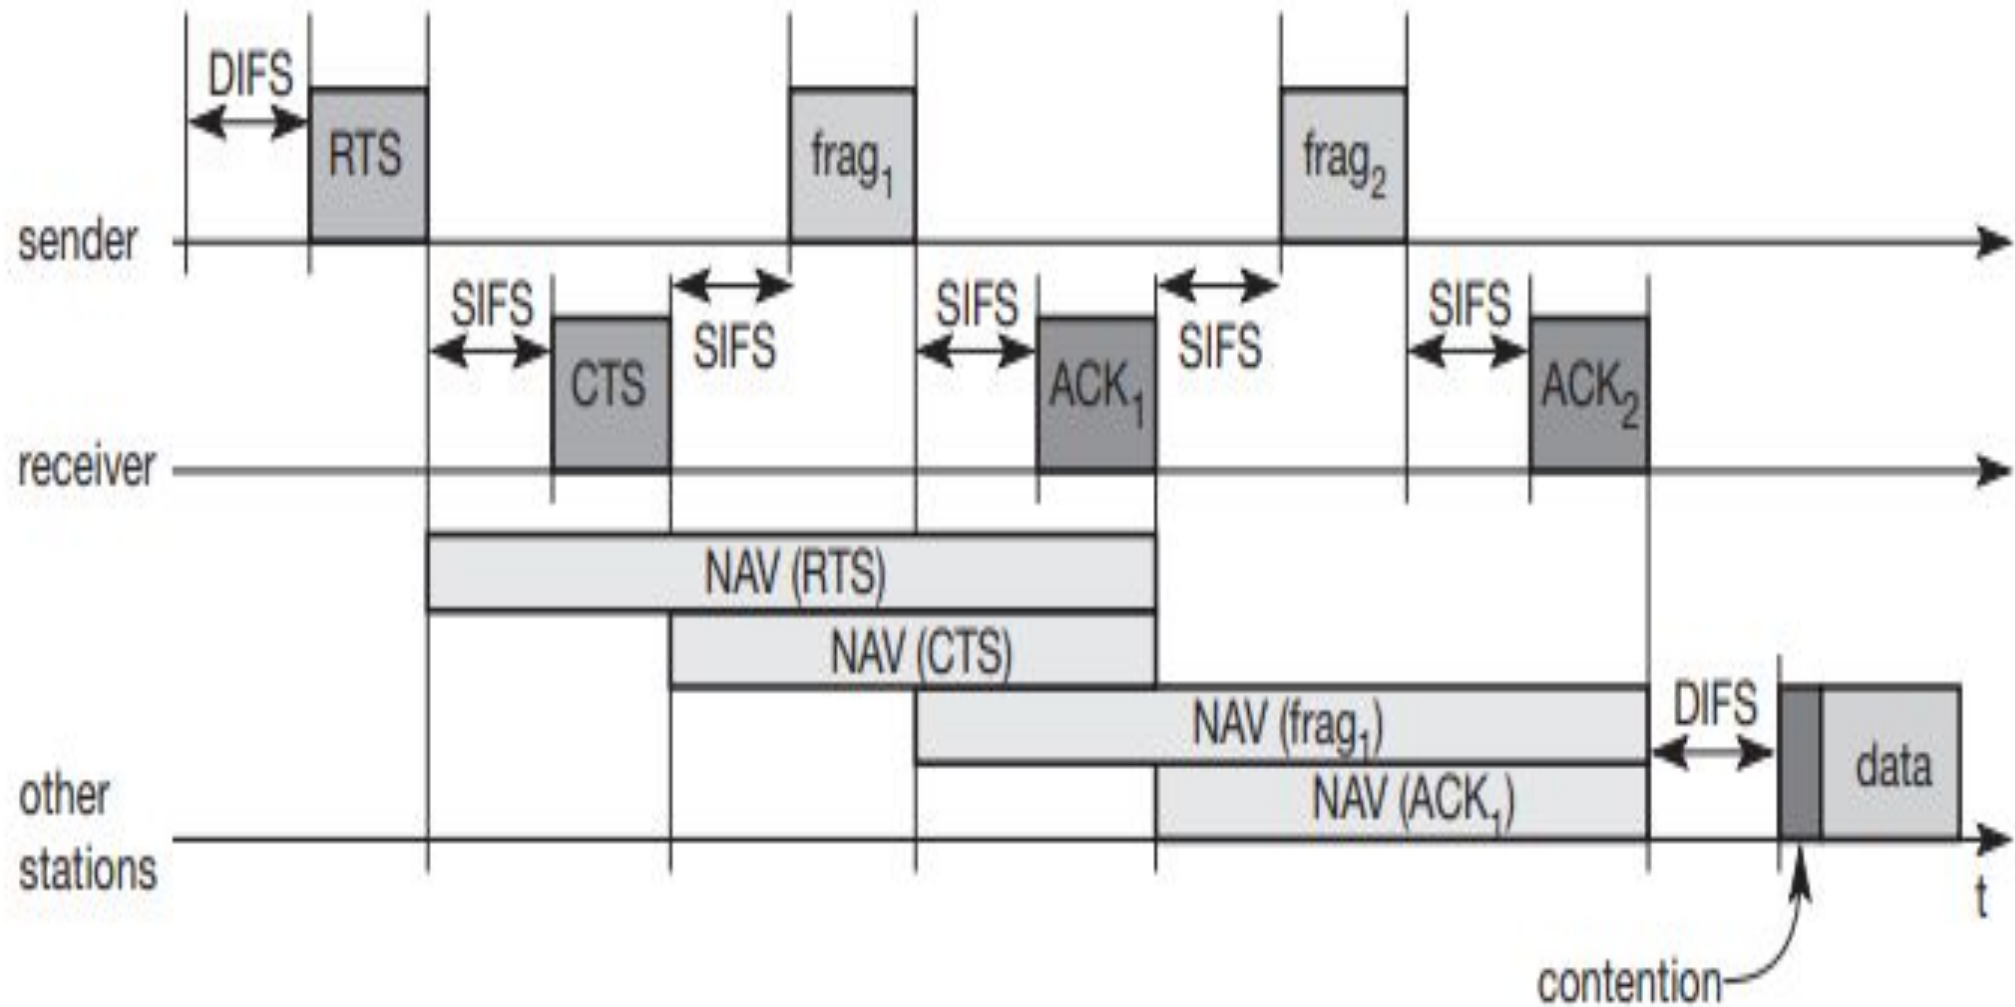 DIFS
RTS
frag₁
frag₂
sender
SIFS
SIFS
SIFS
SIFS
SIFS
CTS
ACK₁
ACK₂
receiver
NAV (RTS)
NAV (CTS)
NAV (frag₁)
DIFS
NAV (ACK₁)
data
other
stations
t
contention